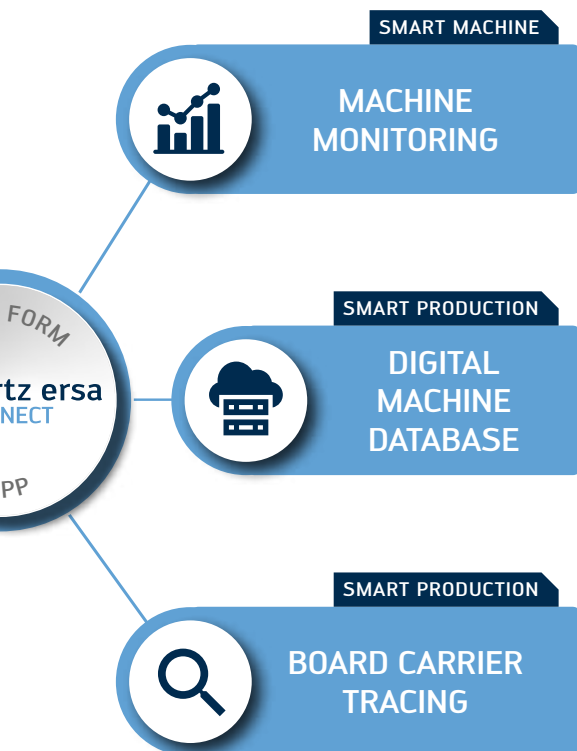 SMART MACHINE
MACHINE
MONITORING
FORM
rtz ersa
NECT
PP
SMART PRODUCTION
DIGITAL
MACHINE
DATABASE
SMART PRODUCTION
BOARD CARRIER
TRACING